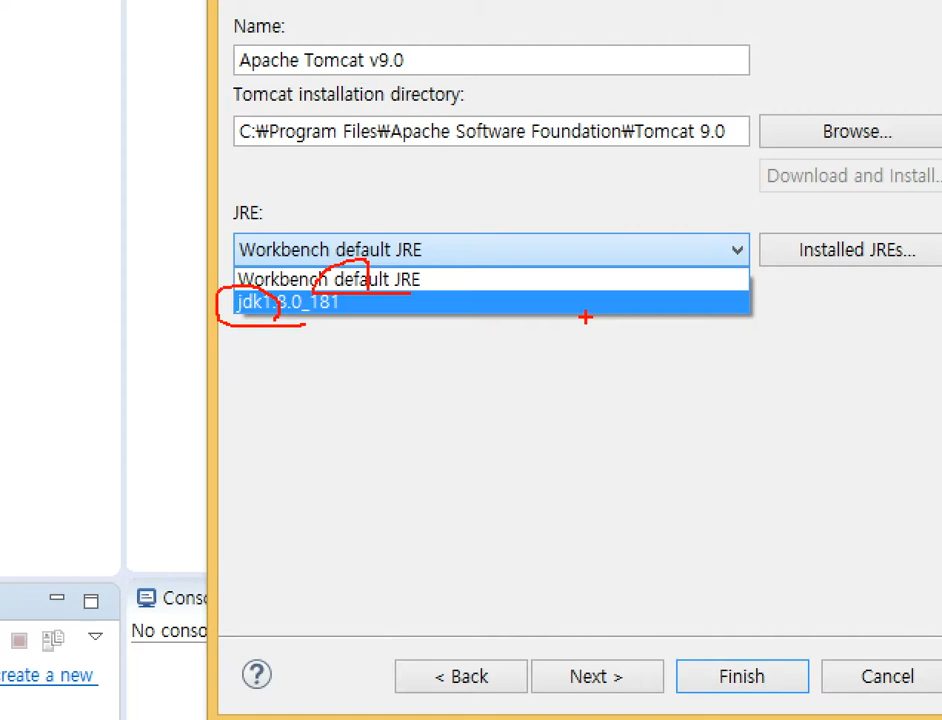 Name:
Apache Tomcat v9.0
Tomcat installation directory:
C:₩Program Files₩Apache Software Foundation₩Tomcat 9.0
Browse...
Download and Install..
JRE:
Workbench default JRE
Installed JREs...
Workbench default JRE
jdk1.8.0_181
Conso
No conso
create a new
< Back
Next >
Finish
Cancel